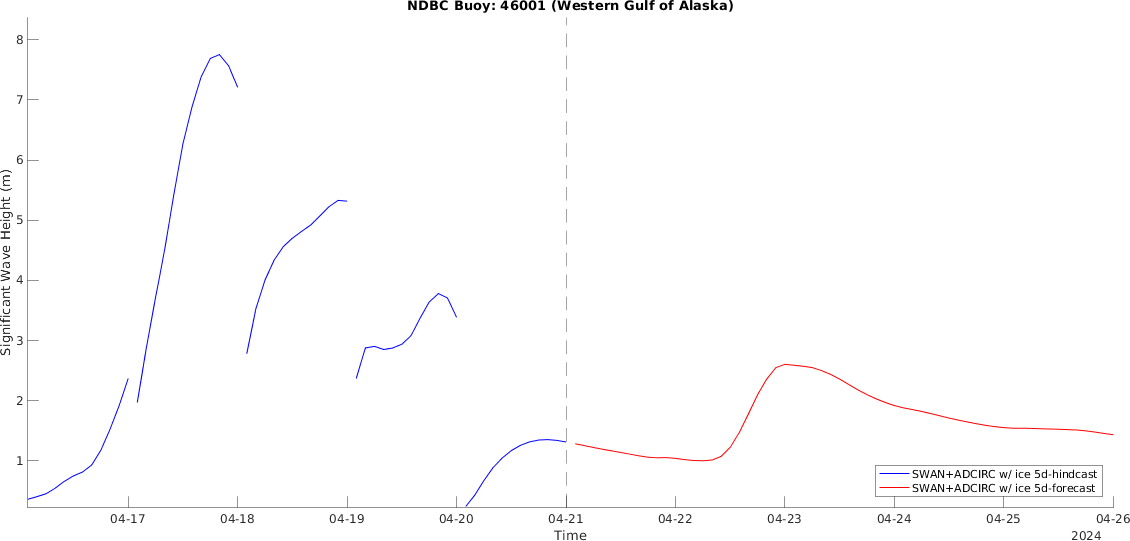 NDBC Buoy: 46001 (Western Gulf of Alaska)
8
7
6
5
4
3
2
1
Significant Wave Height (m)
SWAN+ADCIRC w/ ice 5d-hindcast
SWAN+ADCIRC w/ ice 5d-forecast
04-17 04-18 04-19 04-20 04-21 04-22 04-23 04-24 04-25 04-26
Time
2024